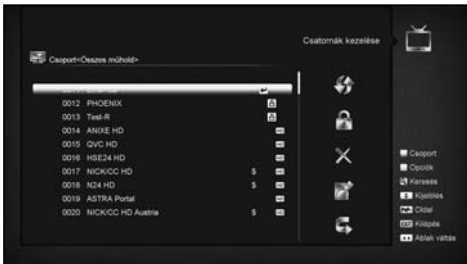 Csatornák kezelése
Csoport<Összes műhold>
0012 PHOENIX
0013 Test-R
0014 ANIXE HD
0015 QVC HD
0016 HSE24 HD
0017 NICK/CC HD $
0018 N24 HD $
0019 ASTRA Portal
0020 NICK/CC HD Austria $
Csoport
Opciók
Keresés
Kijelölés
Oldal
EXIT Kilépés
Ablak váltás